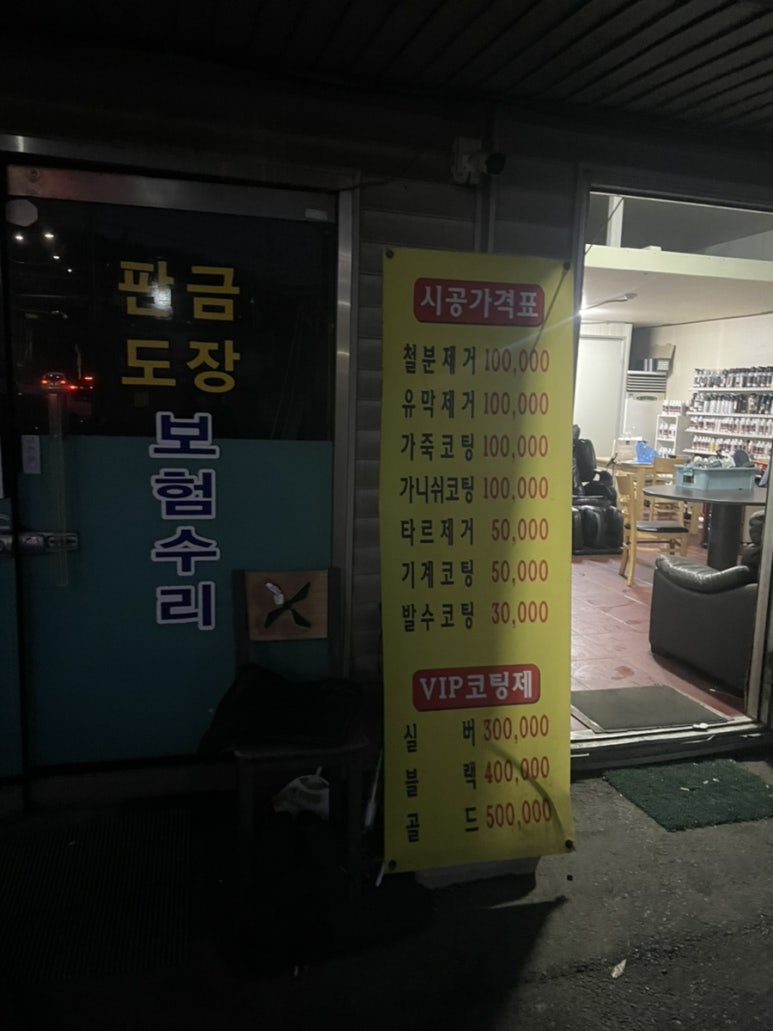 판금
도장
보험수리
시공가격표
철분제거 100,000
유막제거 100,000
가죽코팅 100,000
가니쉬코팅 100,000
타르제거 50,000
기계코팅 50,000
발수코팅 30,000
VIP코팅제
실버 300,000
블랙 400,000
골드 500,000